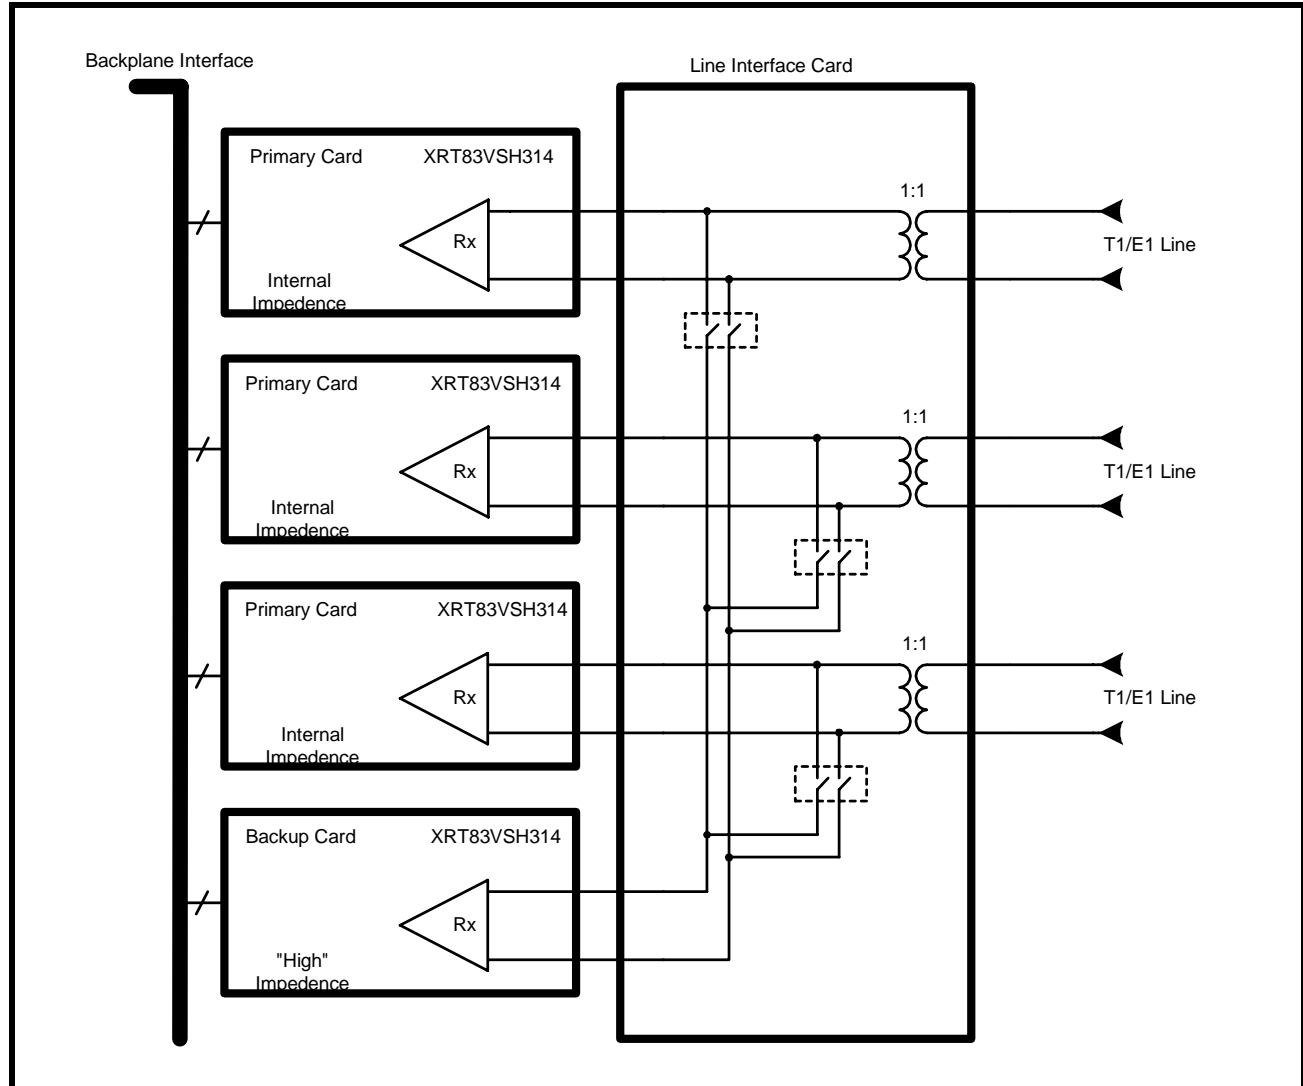 Backplane Interface
Line Interface Card
Primary Card XRT83VSH314
1:1
Rx
T1/E1 Line
Internal
Impedence
Primary Card XRT83VSH314
1:1
Rx
T1/E1 Line
Internal
Impedence
Primary Card XRT83VSH314
1:1
Rx
T1/E1 Line
Internal
Impedence
Backup Card XRT83VSH314
Rx
"High"
Impedence